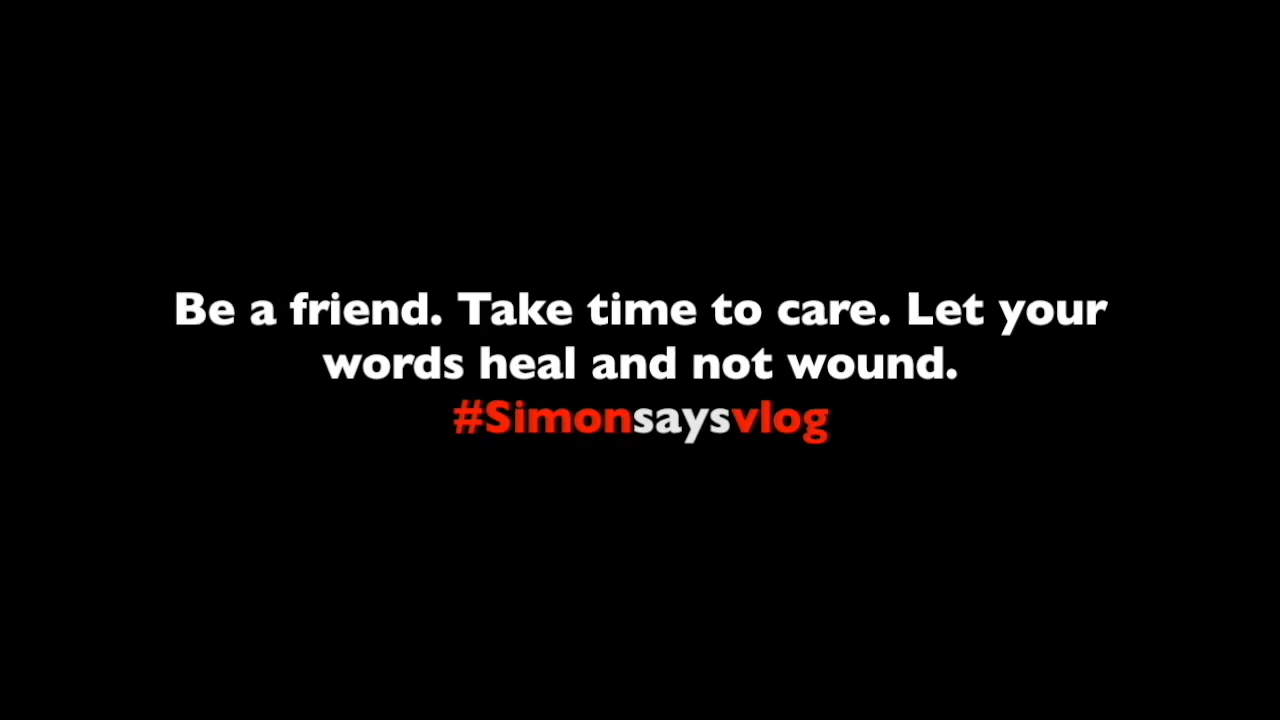 Be a friend. Take time to care. Let your
words heal and not wound.
#Simonsaysvlog